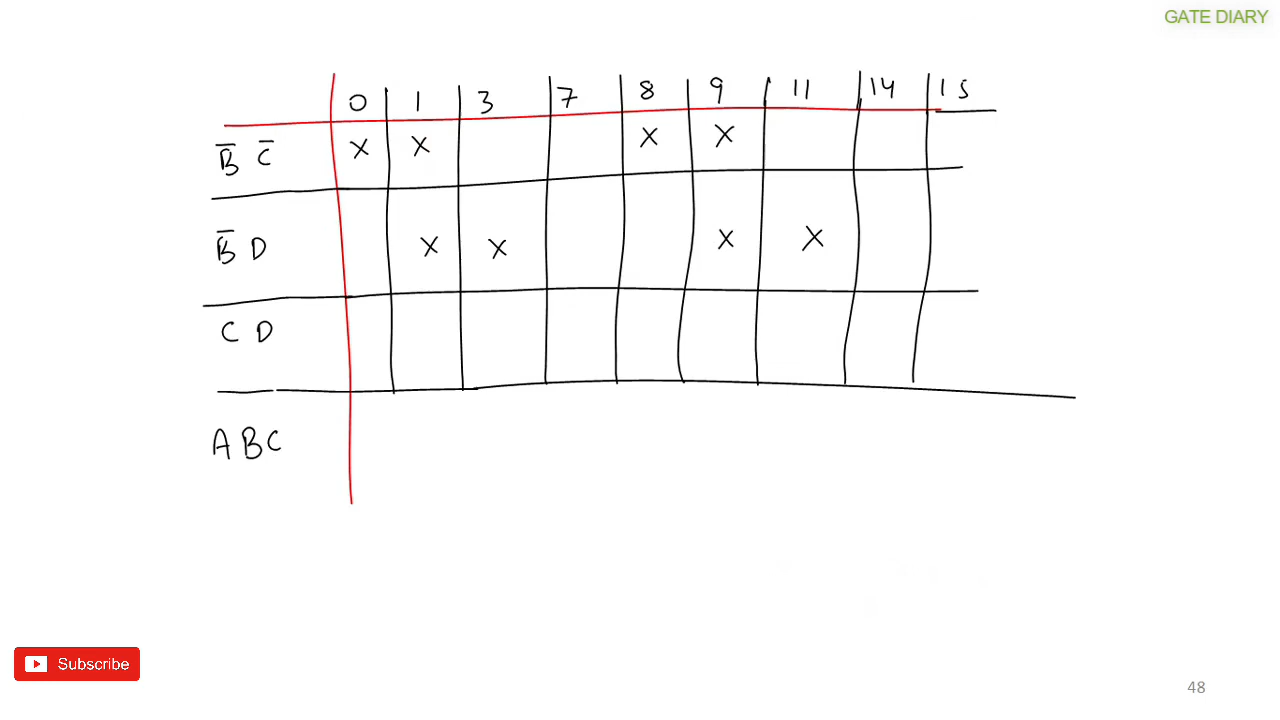 GATE DIARY
0 1 3 7 8 9 11 14 15
B̅ C̅ X X X X
B̅ D X X X X
C D
A B C
Subscribe
48